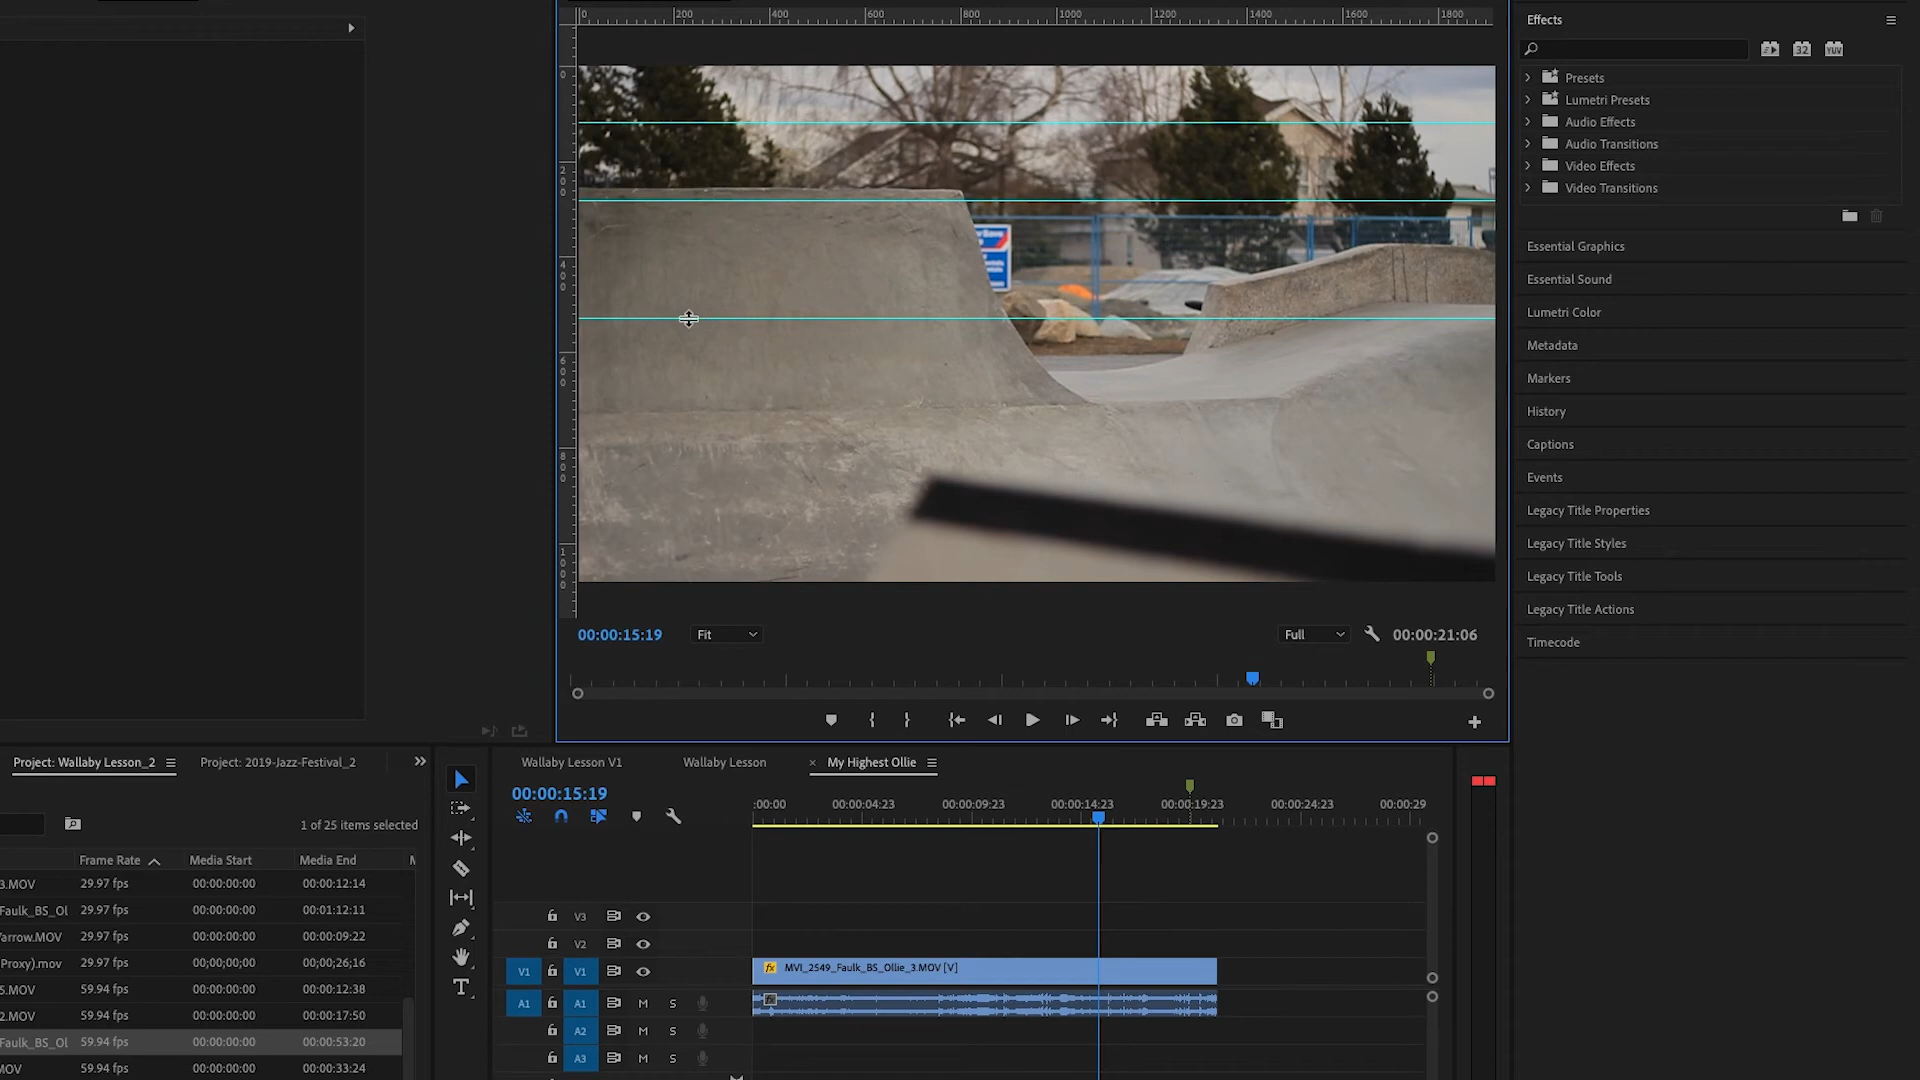 0 200 400 600 800 1000 1200 1400 1600 1800
0
200
400
600
800
1000
Effects
32
YUV
Presets
Lumetri Presets
Audio Effects
Audio Transitions
Video Effects
Video Transitions
Essential Graphics
Essential Sound
Lumetri Color
Metadata
Markers
History
Captions
Events
Legacy Title Properties
Legacy Title Styles
Legacy Title Tools
Legacy Title Actions
Timecode
00:00:15:19 Fit Full 00:00:21:06
Project: Wallaby Lesson_2 Project: 2019-Jazz-Festival_2
1 of 25 items selected
Frame Rate Media Start Media End
3.MOV 29.97 fps 00:00:00:00 00:00:12:14
Faulk_BS_Ol 29.97 fps 00:00:00:00 00:01:12:11
arrow.MOV 29.97 fps 00:00:00:00 00:00:09:22
Proxy).mov 29.97 fps 00;00;00;00 00;00;26;16
5.MOV 59.94 fps 00:00:00:00 00:00:12:38
2.MOV 59.94 fps 00:00:00:00 00:00:17:50
Faulk_BS_Ol 59.94 fps 00:00:00:00 00:00:53:20
MOV 59.94 fps 00:00:00:00 00:00:33:24
Wallaby Lesson V1 Wallaby Lesson × My Highest Ollie
00:00:15:19
:00:00 00:00:04:23 00:00:09:23 00:00:14:23 00:00:19:23 00:00:24:23 00:00:29
V3
V2
V1 V1 fx MVI_2549_Faulk_BS_Ollie_3.MOV [V]
A1 A1 M S
A2 M S
A3 M S